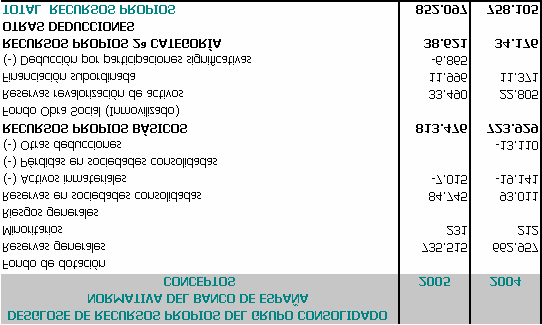 DESGLOSE DE RECURSOS PROPIOS DEL GRUPO CONSOLIDADO
NORMATIVA DEL BANCO DE ESPAÑA
CONCEPTOS 2005 2004
Fondo de dotación
Reservas generales 735.515 662.957
Minoritarios 231 212
Riesgos generales
Reservas en sociedades consolidadas 84.745 93.011
(-) Activos inmateriales -7.015 -19.141
(-) Pérdidas en sociedades consolidadas
(-) Otras deducciones -13.110
RECURSOS PROPIOS BÁSICOS 813.476 723.929
Fondo Obra Social (Inmovilizado)
Reservas revalorización de activos 33.490 22.805
Financiación subordinada 11.996 11.371
(-) Deducción por participaciones significativas -6.865
RECURSOS PROPIOS 2ª CATEGORÍA 38.621 34.176
OTRAS DEDUCCIONES
TOTAL RECURSOS PROPIOS 852.097 758.105